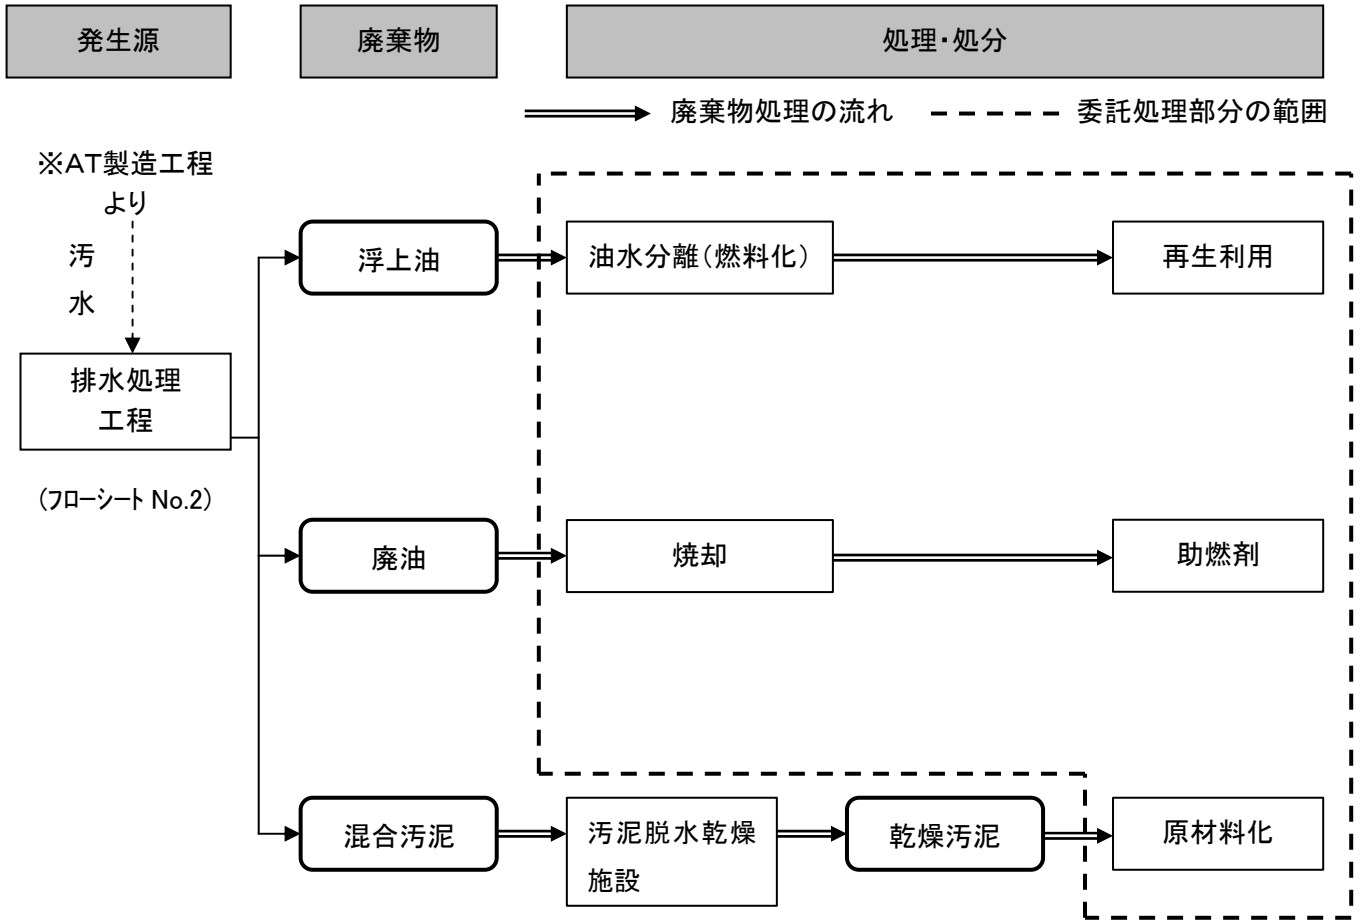 発生源
廃棄物
処理・処分
廃棄物処理の流れ
委託処理部分の範囲
※AT製造工程
より
汚
水
排水処理
工程
(フローシート No.2)
浮上油
油水分離(燃料化)
再生利用
廃油
焼却
助燃剤
混合汚泥
汚泥脱水乾燥
施設
乾燥汚泥
原材料化